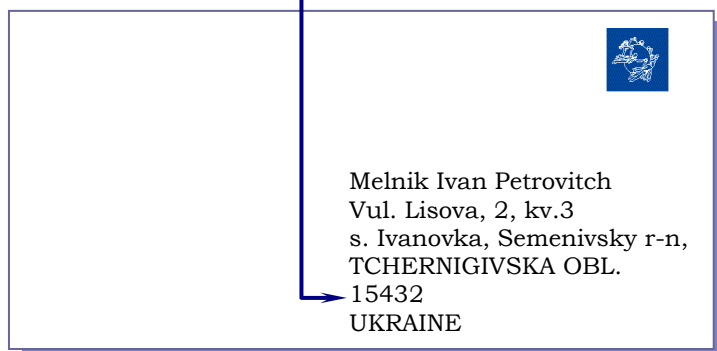 Melnik Ivan Petrovitch
Vul. Lisova, 2, kv.3
s. Ivanovka, Semenivsky r-n,
TCHERNIGIVSKA OBL.
15432
UKRAINE